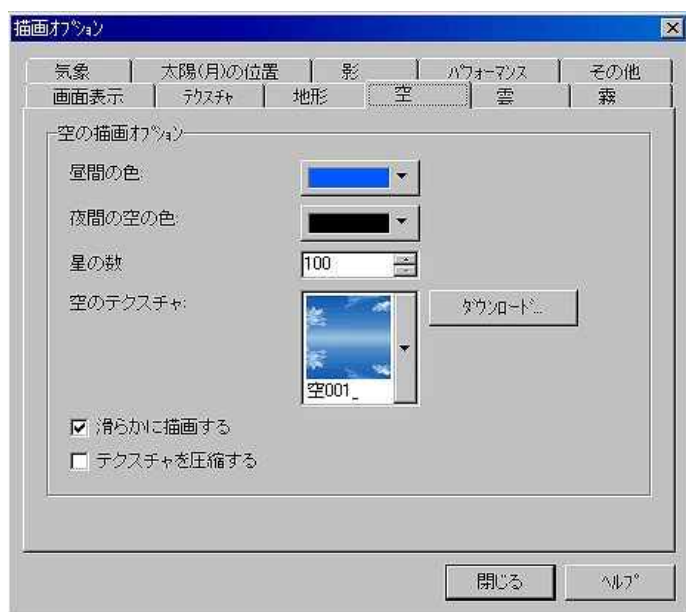 描画ｵﾌﾟｼｮﾝ
気象 太陽(月)の位置 影 ﾊﾟﾌｫｰﾏﾝｽ その他
画面表示 ﾃｸｽﾁｬ 地形 空 雲 霧
空の描画ｵﾌﾟｼｮﾝ
昼間の色:
夜間の空の色:
星の数 100
空のテクスチャ: ﾀﾞｳﾝﾛｰﾄﾞ...
空001_
滑らかに描画する
テクスチャを圧縮する
閉じる ﾍﾙﾌﾟ